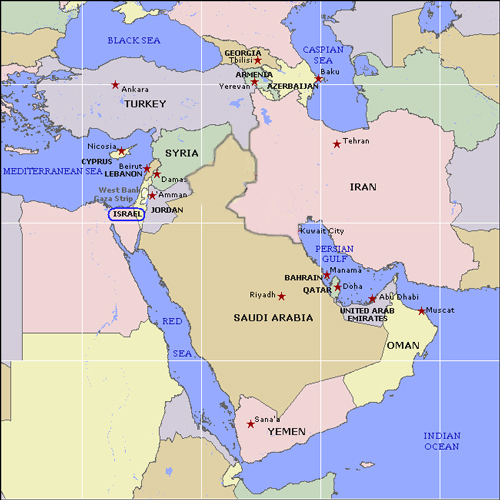 BLACK SEA
GEORGIA
Tbilisi
CASPIAN
SEA
ARMENIA
Baku
Yerevan
AZERBAIJAN
Ankara
TURKEY
Tehran
Nicosia
SYRIA
CYPRUS
Beirut
MEDITERRANEAN SEA
LEBANON
Damas
IRAN
West Bank
Gaza Strip
Amman
ISRAEL
JORDAN
Kuwait City
PERSIAN
GULF
BAHRAIN
Manama
QATAR
Doha
Riyadh
Abu Dhabi
UNITED ARAB
EMIRATES
Muscat
SAUDI ARABIA
RED
SEA
OMAN
Sana'a
YEMEN
INDIAN
OCEAN